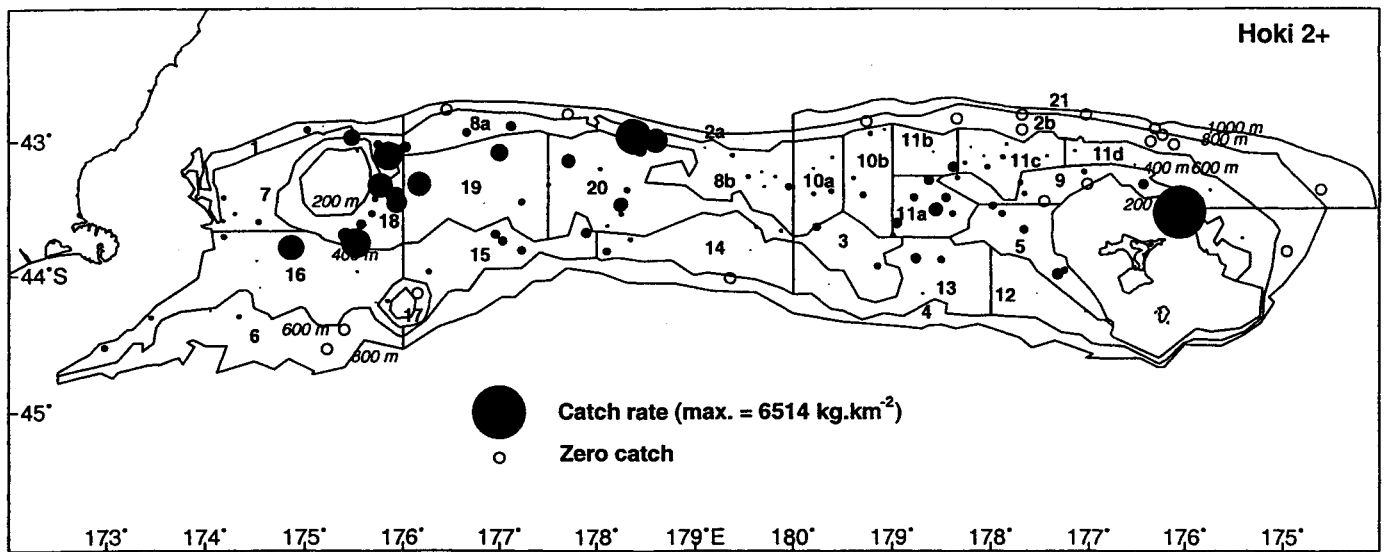 Hoki 2+
43°
44°S
45°
21
1000 m
2b
800 m
8a
2a
11b
1
11c
11d
400 m 600 m
10b
9
7
200 m
19
20
8b
10a
200
18
11a
400 m
15
14
3
5
16
13
12
17
4
6
600 m
800 m
Catch rate (max. = 6514 kg.km-2)
Zero catch
173° 174° 175° 176° 177° 178° 179°E 180° 179° 178° 177° 176° 175°